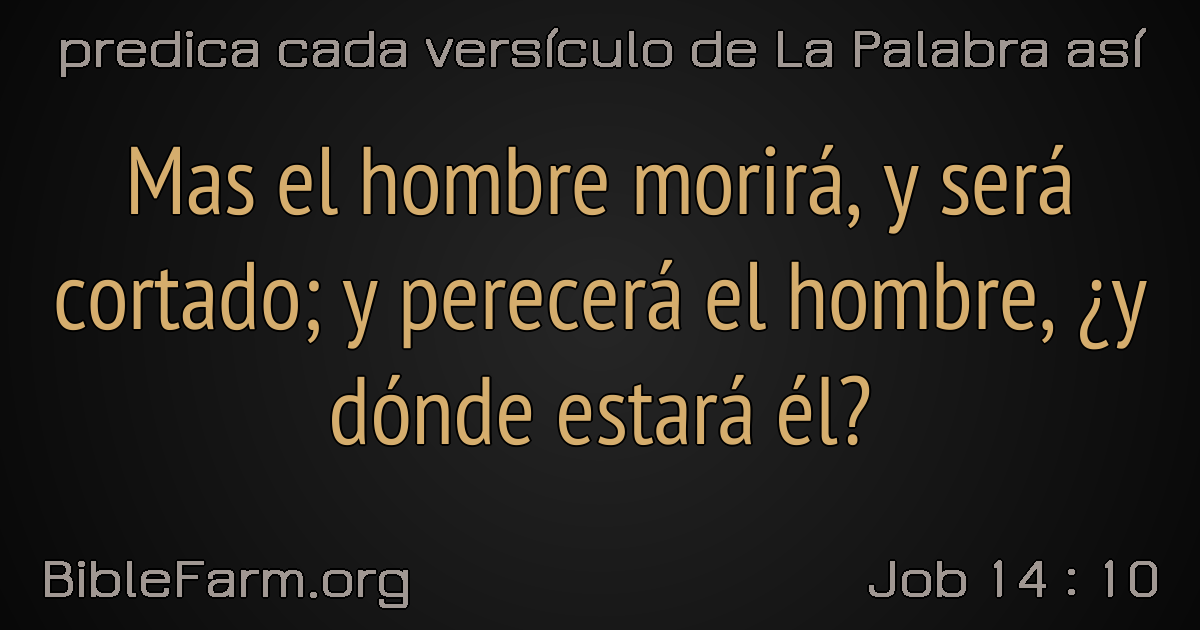 predica cada versículo de La Palabra así
Mas el hombre morirá, y será
cortado; y perecerá el hombre, ¿y
dónde estará él?
BibleFarm.org
Job 14 : 10